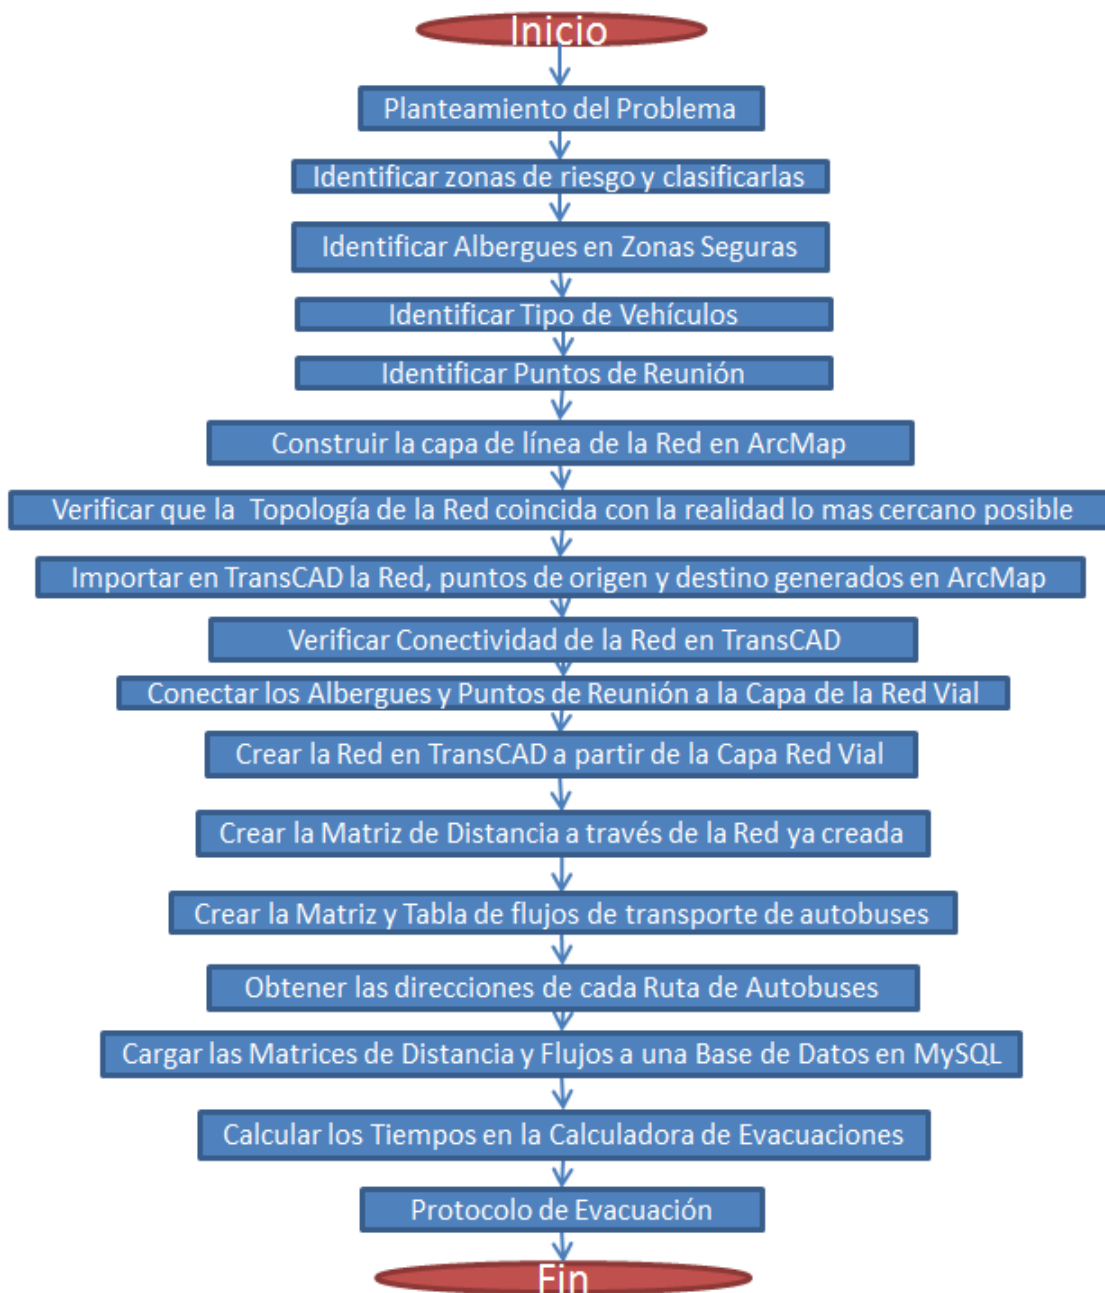 Inicio
Planteamiento del Problema
Identificar zonas de riesgo y clasificarlas
Identificar Albergues en Zonas Seguras
Identificar Tipo de Vehículos
Identificar Puntos de Reunión
Construir la capa de línea de la Red en ArcMap
Verificar que la Topología de la Red coincida con la realidad lo mas cercano posible
Importar en TransCAD la Red, puntos de origen y destino generados en ArcMap
Verificar Conectividad de la Red en TransCAD
Conectar los Albergues y Puntos de Reunión a la Capa de la Red Vial
Crear la Red en TransCAD a partir de la Capa Red Vial
Crear la Matriz de Distancia a través de la Red ya creada
Crear la Matriz y Tabla de flujos de transporte de autobuses
Obtener las direcciones de cada Ruta de Autobuses
Cargar las Matrices de Distancia y Flujos a una Base de Datos en MySQL
Calcular los Tiempos en la Calculadora de Evacuaciones
Protocolo de Evacuación
Fin